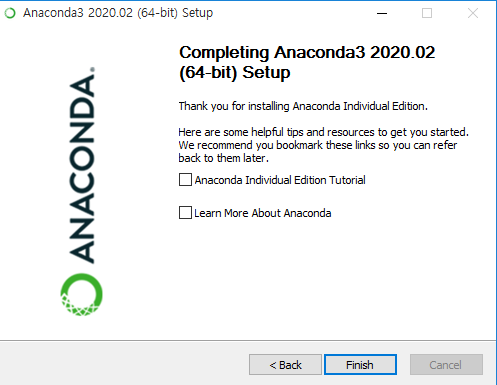 Anaconda3 2020.02 (64-bit) Setup
Completing Anaconda3 2020.02
(64-bit) Setup
Thank you for installing Anaconda Individual Edition.
Here are some helpful tips and resources to get you started.
We recommend you bookmark these links so you can refer
back to them later.
Anaconda Individual Edition Tutorial
Learn More About Anaconda
ANACONDA.
< Back
Finish
Cancel